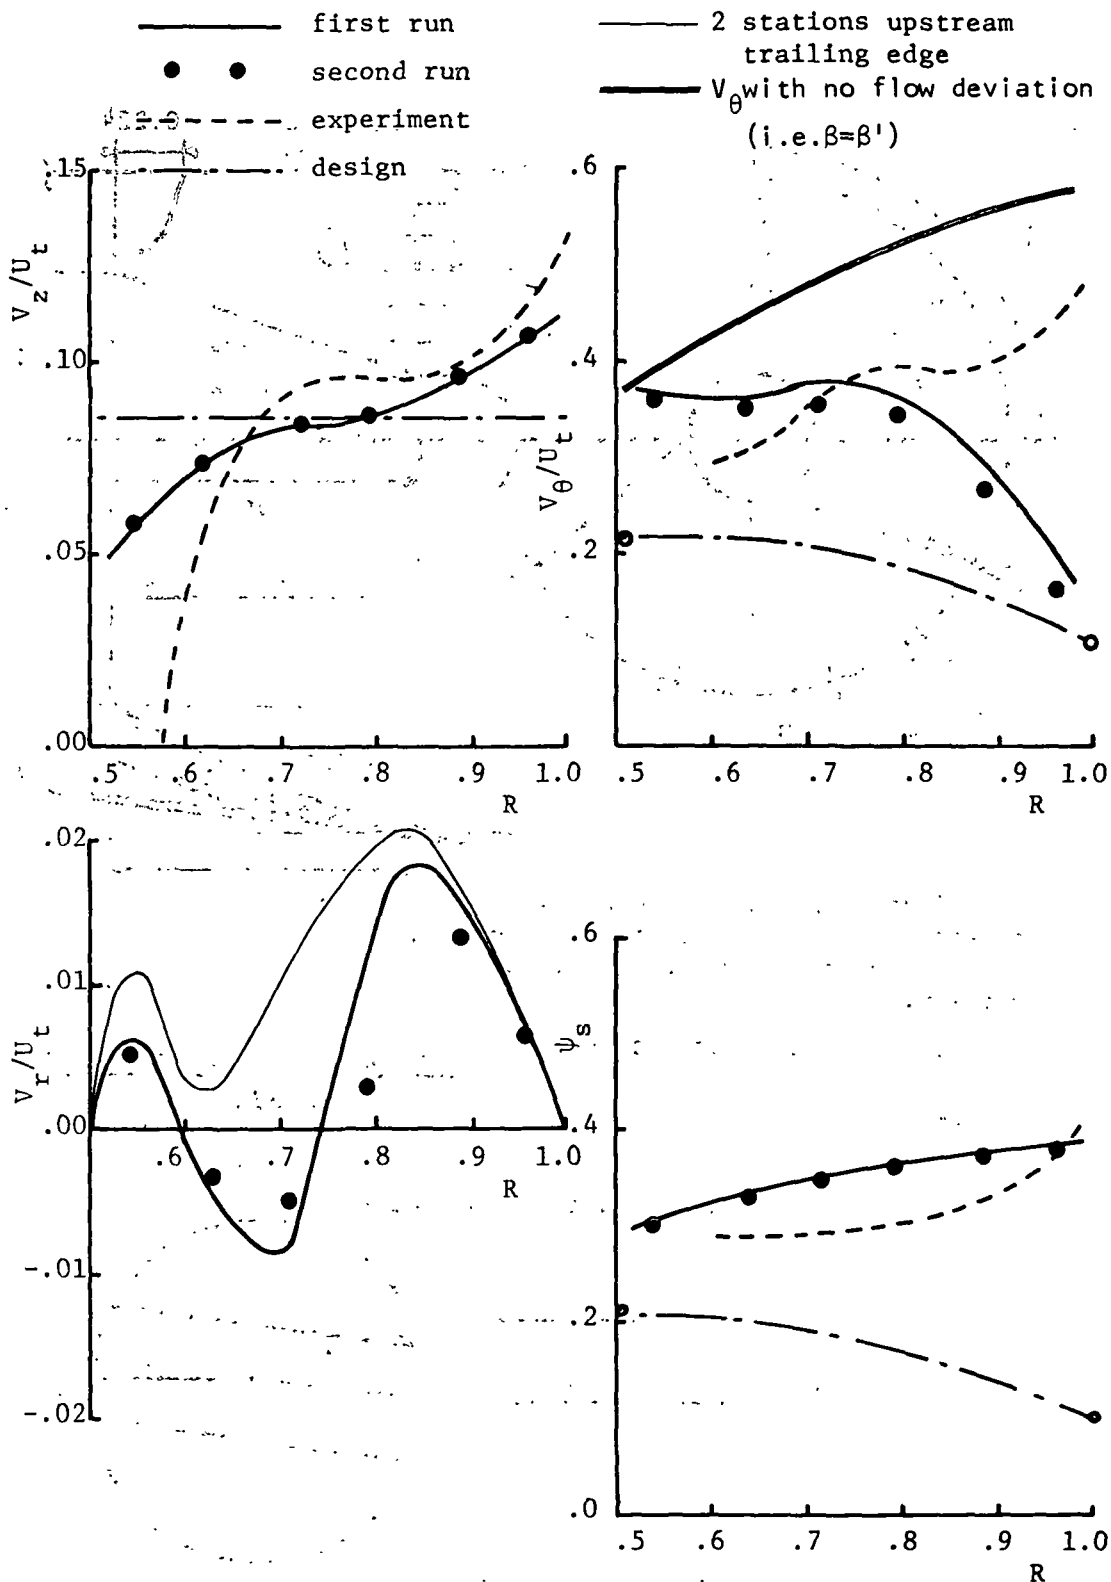 first run
second run
experiment
design
2 stations upstream
trailing edge
V_θ with no flow deviation
(i.e.β=β')
.15
.10
.05
.00
V_z/U_t
.5 .6 .7 .8 .9 1.0
R
.6
.4
.2
V_θ/U_t
.5 .6 .7 .8 .9 1.0
R
.02
.01
.00
-.01
-.02
V_r/U_t
.6 .7 .8 .9 1.0
R
.6
.4
.2
.0
ψ_s
.5 .6 .7 .8 .9 1.0
R